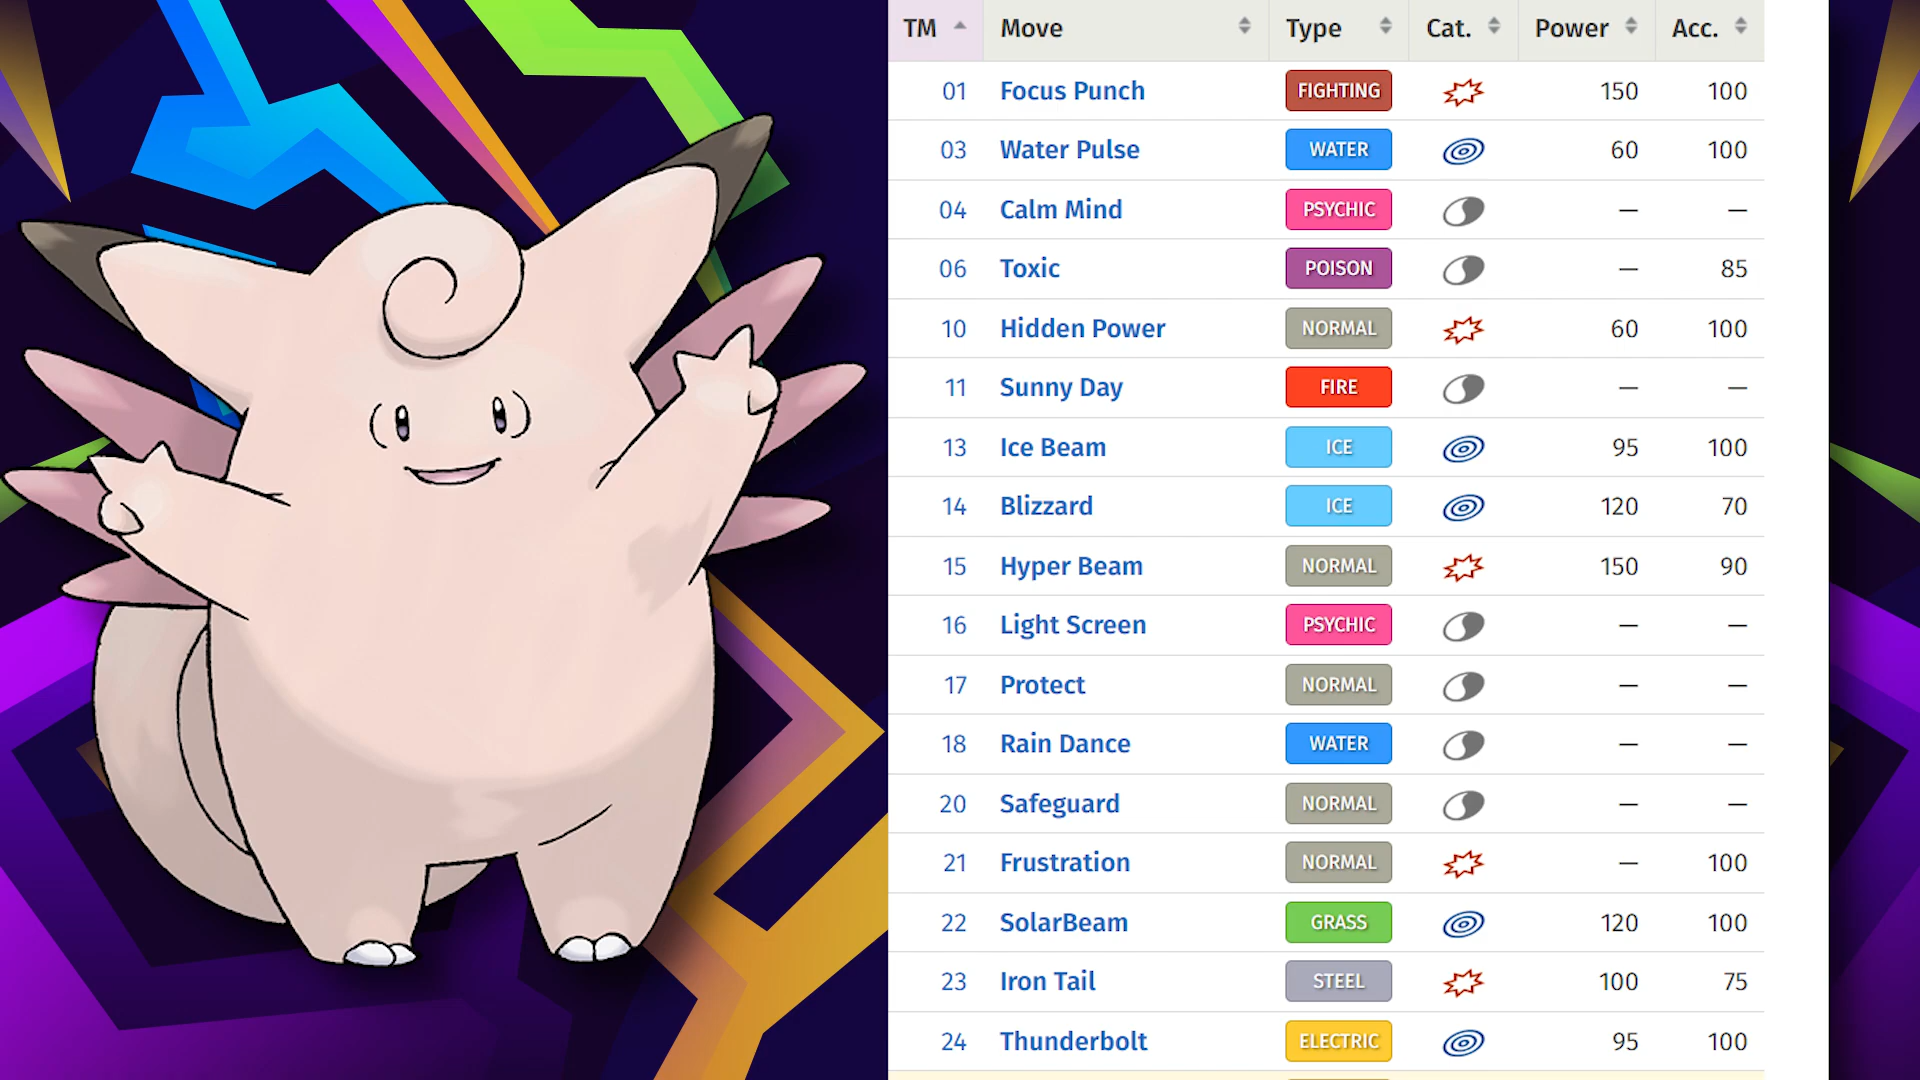 TM Move Type Cat. Power Acc.
01 Focus Punch FIGHTING 150 100
03 Water Pulse WATER 60 100
04 Calm Mind PSYCHIC — —
06 Toxic POISON — 85
10 Hidden Power NORMAL 60 100
11 Sunny Day FIRE — —
13 Ice Beam ICE 95 100
14 Blizzard ICE 120 70
15 Hyper Beam NORMAL 150 90
16 Light Screen PSYCHIC — —
17 Protect NORMAL — —
18 Rain Dance WATER — —
20 Safeguard NORMAL — —
21 Frustration NORMAL — 100
22 SolarBeam GRASS 120 100
23 Iron Tail STEEL 100 75
24 Thunderbolt ELECTRIC 95 100